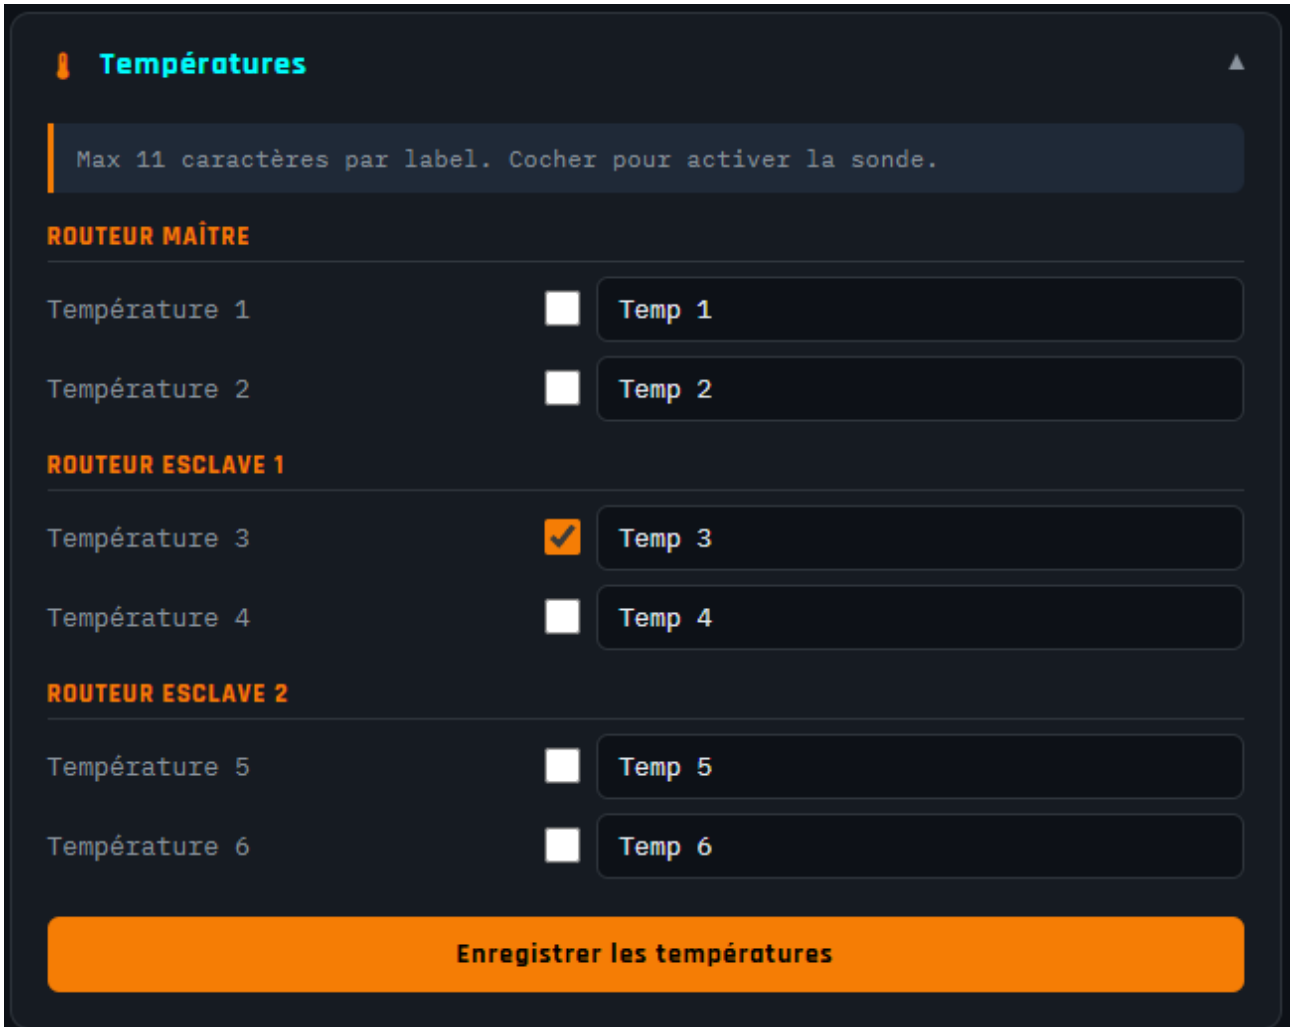 Températures
Max 11 caractères par label. Cocher pour activer la sonde.
ROUTEUR MAÎTRE
Température 1 Temp 1
Température 2 Temp 2
ROUTEUR ESCLAVE 1
Température 3 Temp 3
Température 4 Temp 4
ROUTEUR ESCLAVE 2
Température 5 Temp 5
Température 6 Temp 6
Enregistrer les températures